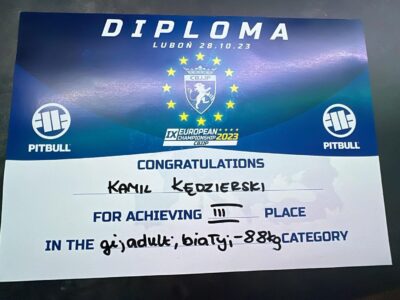 DIPLOMA
LUBOŃ 28.10.23
CBJJP
IX EUROPEAN CHAMPIONSHIP 2023
CBJJP
PITBULL
PITBULL
CONGRATULATIONS
KAMIL KĘDZIERSKI
FOR ACHIEVING III PLACE
IN THE gi, adult, biały, -88kg CATEGORY